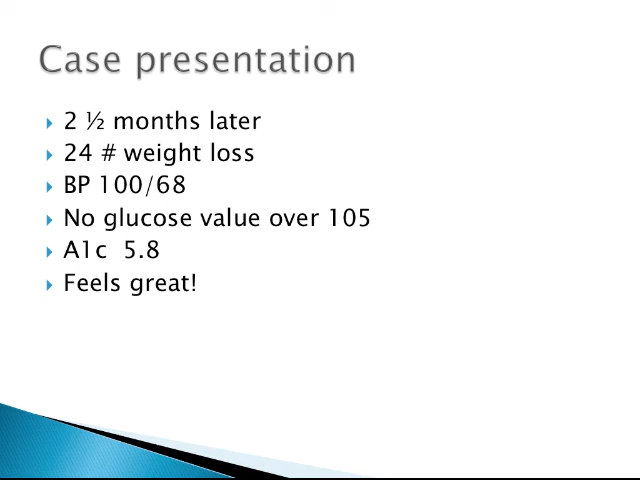 Case presentation
2 ½ months later
24 # weight loss
BP 100/68
No glucose value over 105
A1c  5.8
Feels great!